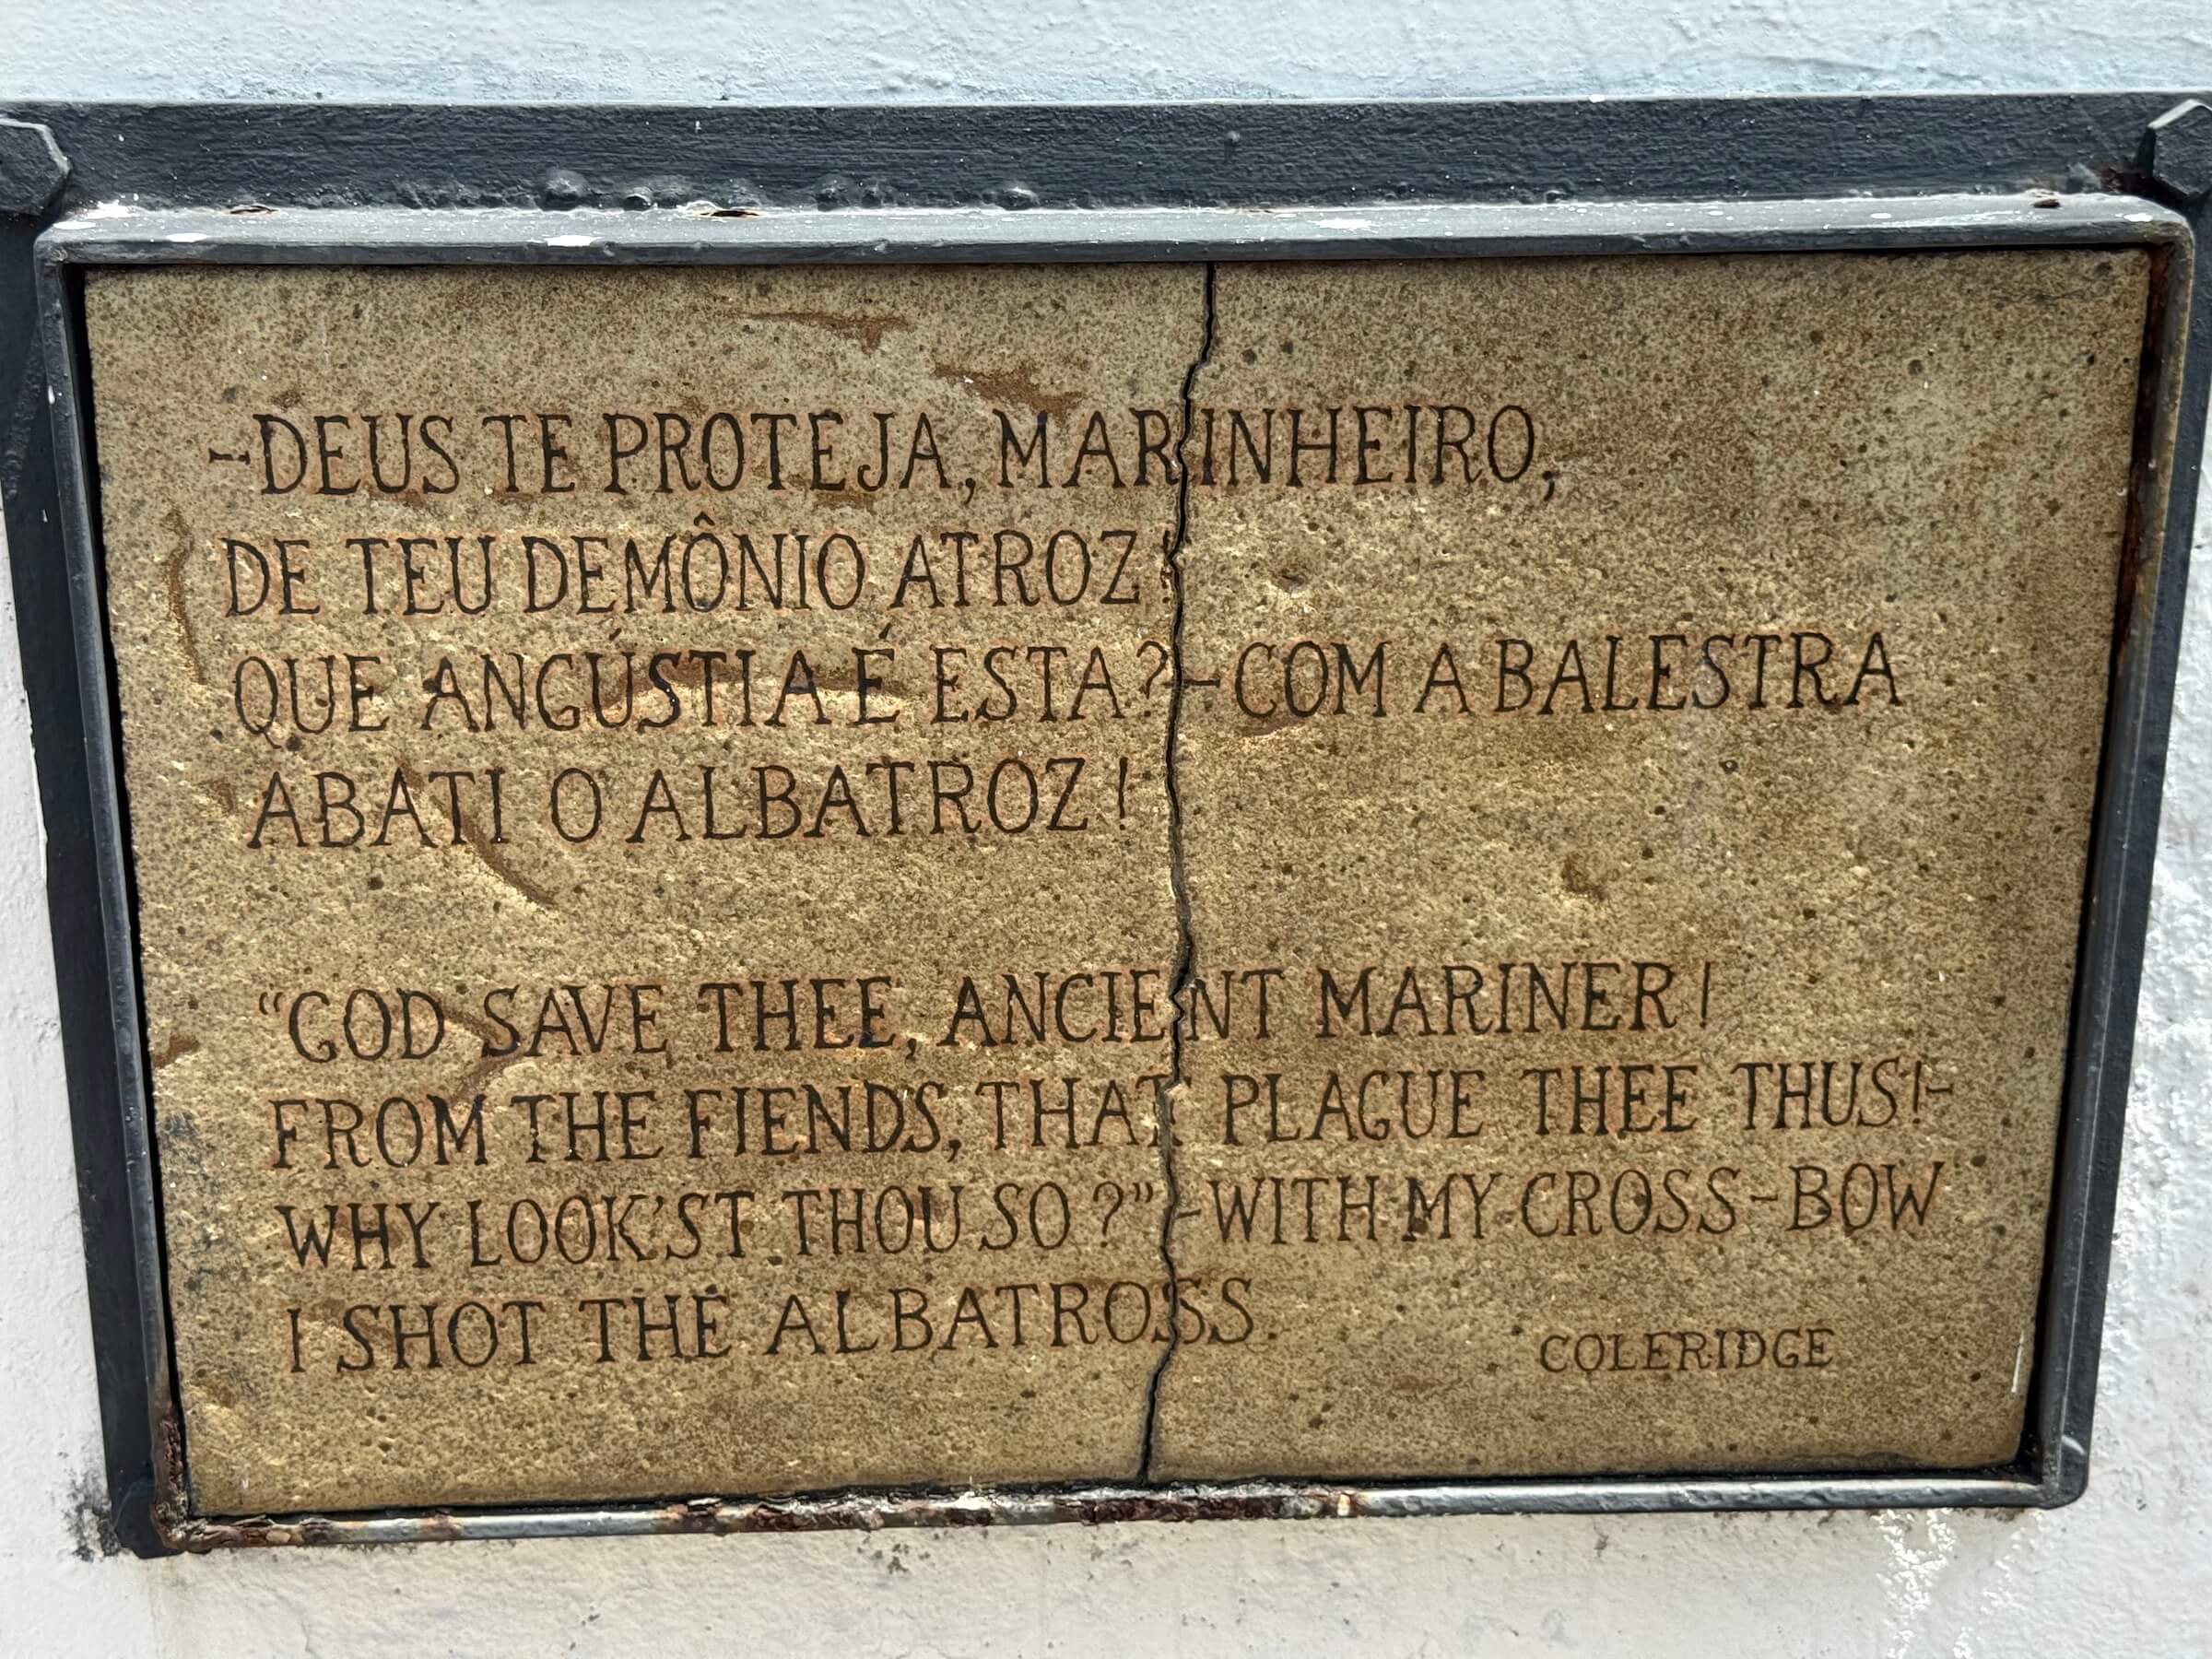 -DEUS TE PROTEJA, MARINHEIRO,
DE TEU DEMÔNIO ATROZ!
QUE ANGÚSTIA É ESTA?-COM A BALESTRA
ABATI O ALBATROZ!
“GOD SAVE THEE, ANCIENT MARINER!
FROM THE FIENDS, THAT PLAGUE THEE THUS!-
WHY LOOK'ST THOU SO?”-WITH MY CROSS-BOW
I SHOT THE ALBATROSS.
COLERIDGE